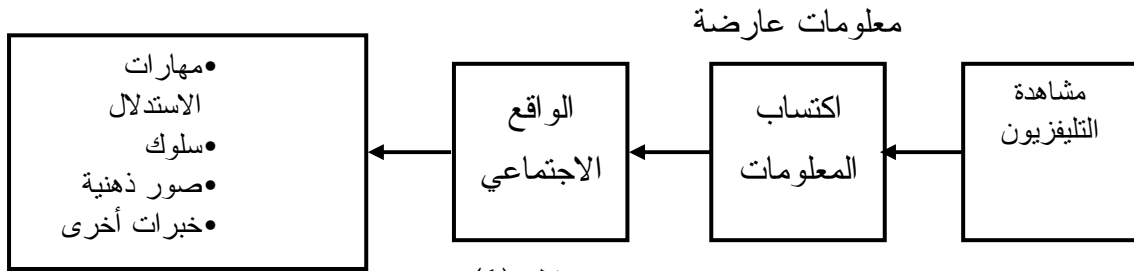 معلومات عارضة
مشاهدة
التليفزيون
اكتساب
المعلومات
الواقع
الاجتماعي
•مهارات
الاستدلال
•سلوك
•صور ذهنية
•خبرات أخرى